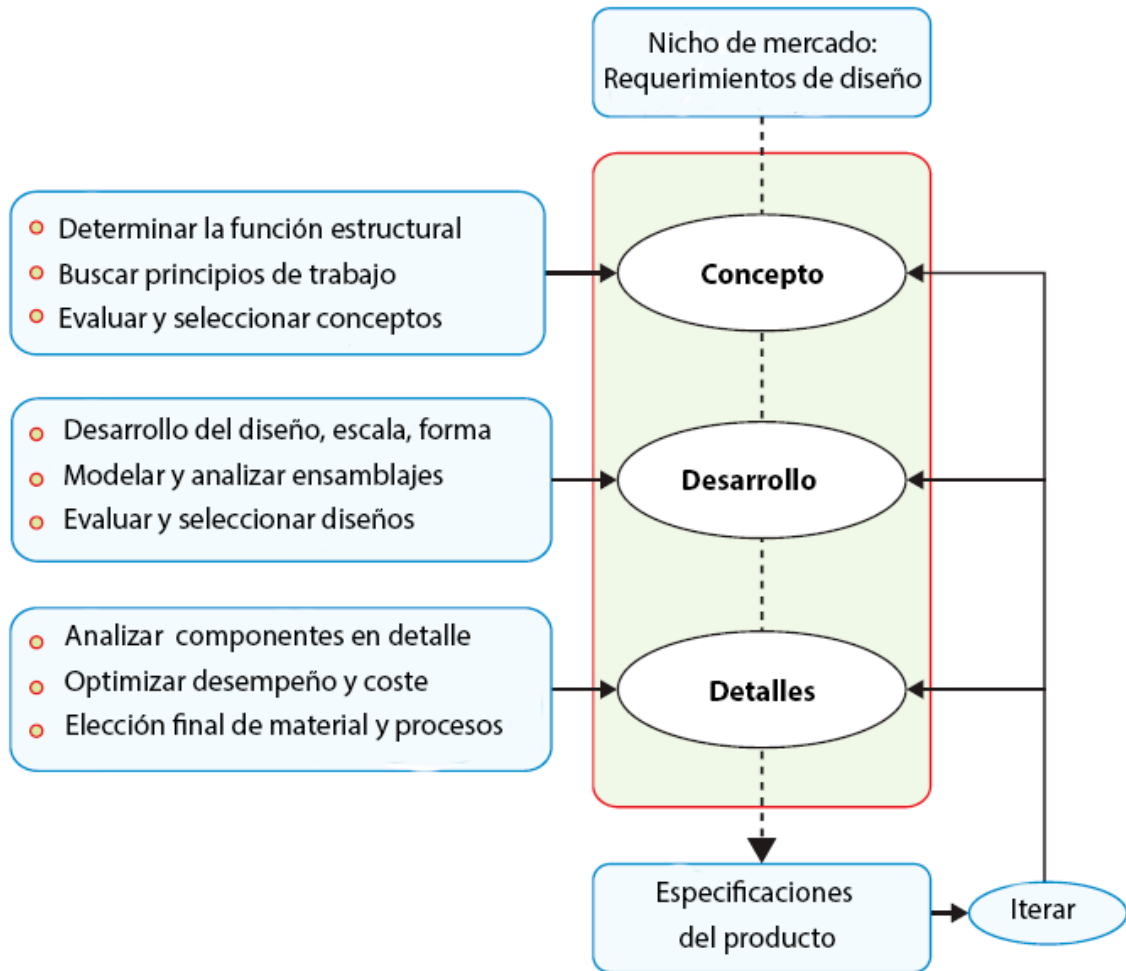 Nicho de mercado:
Requerimientos de diseño
Determinar la función estructural
Buscar principios de trabajo
Evaluar y seleccionar conceptos
Concepto
Desarrollo del diseño, escala, forma
Modelar y analizar ensamblajes
Evaluar y seleccionar diseños
Desarrollo
Analizar componentes en detalle
Optimizar desempeño y coste
Elección final de material y procesos
Detalles
Especificaciones
del producto
Iterar